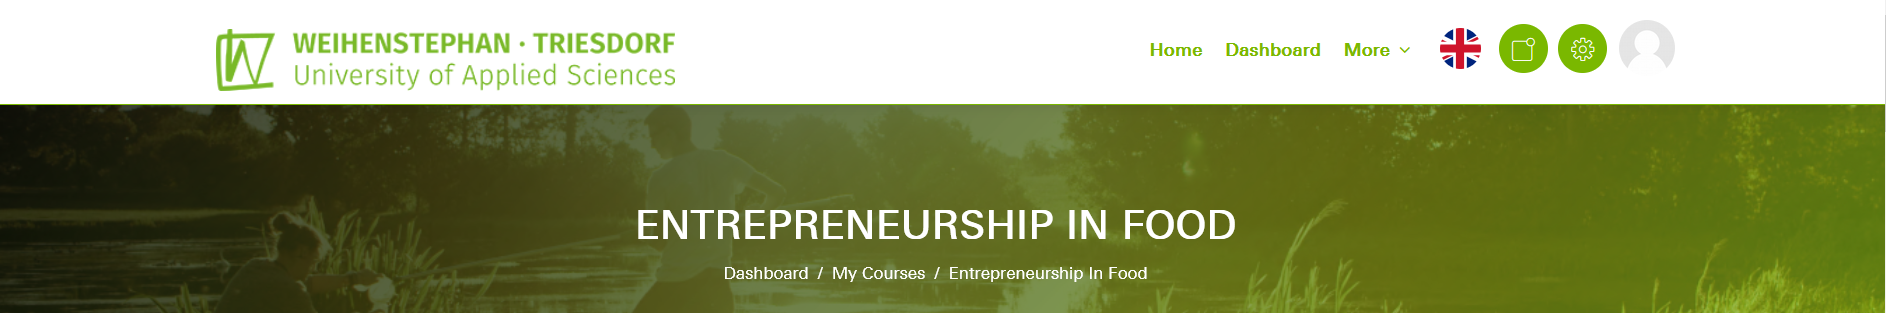 WEIHENSTEPHAN · TRIESDORF
University of Applied Sciences
Home Dashboard More
ENTREPRENEURSHIP IN FOOD
Dashboard / My Courses / Entrepreneurship In Food